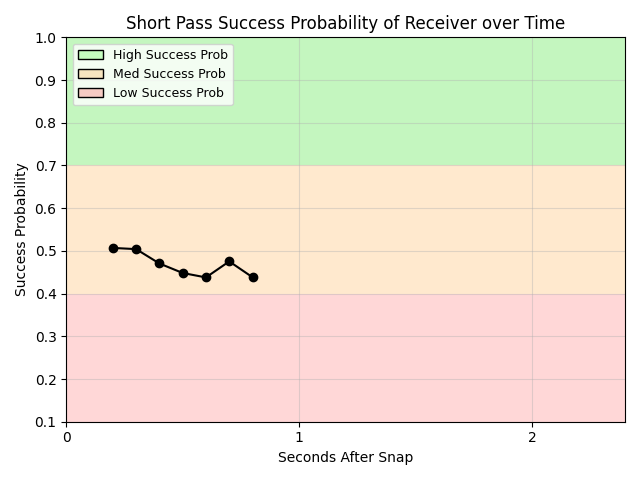 Short Pass Success Probability of Receiver over Time
1.0
0.9
0.8
0.7
0.6
0.5
0.4
0.3
0.2
0.1
Success Probability
High Success Prob
Med Success Prob
Low Success Prob
0 1 2
Seconds After Snap